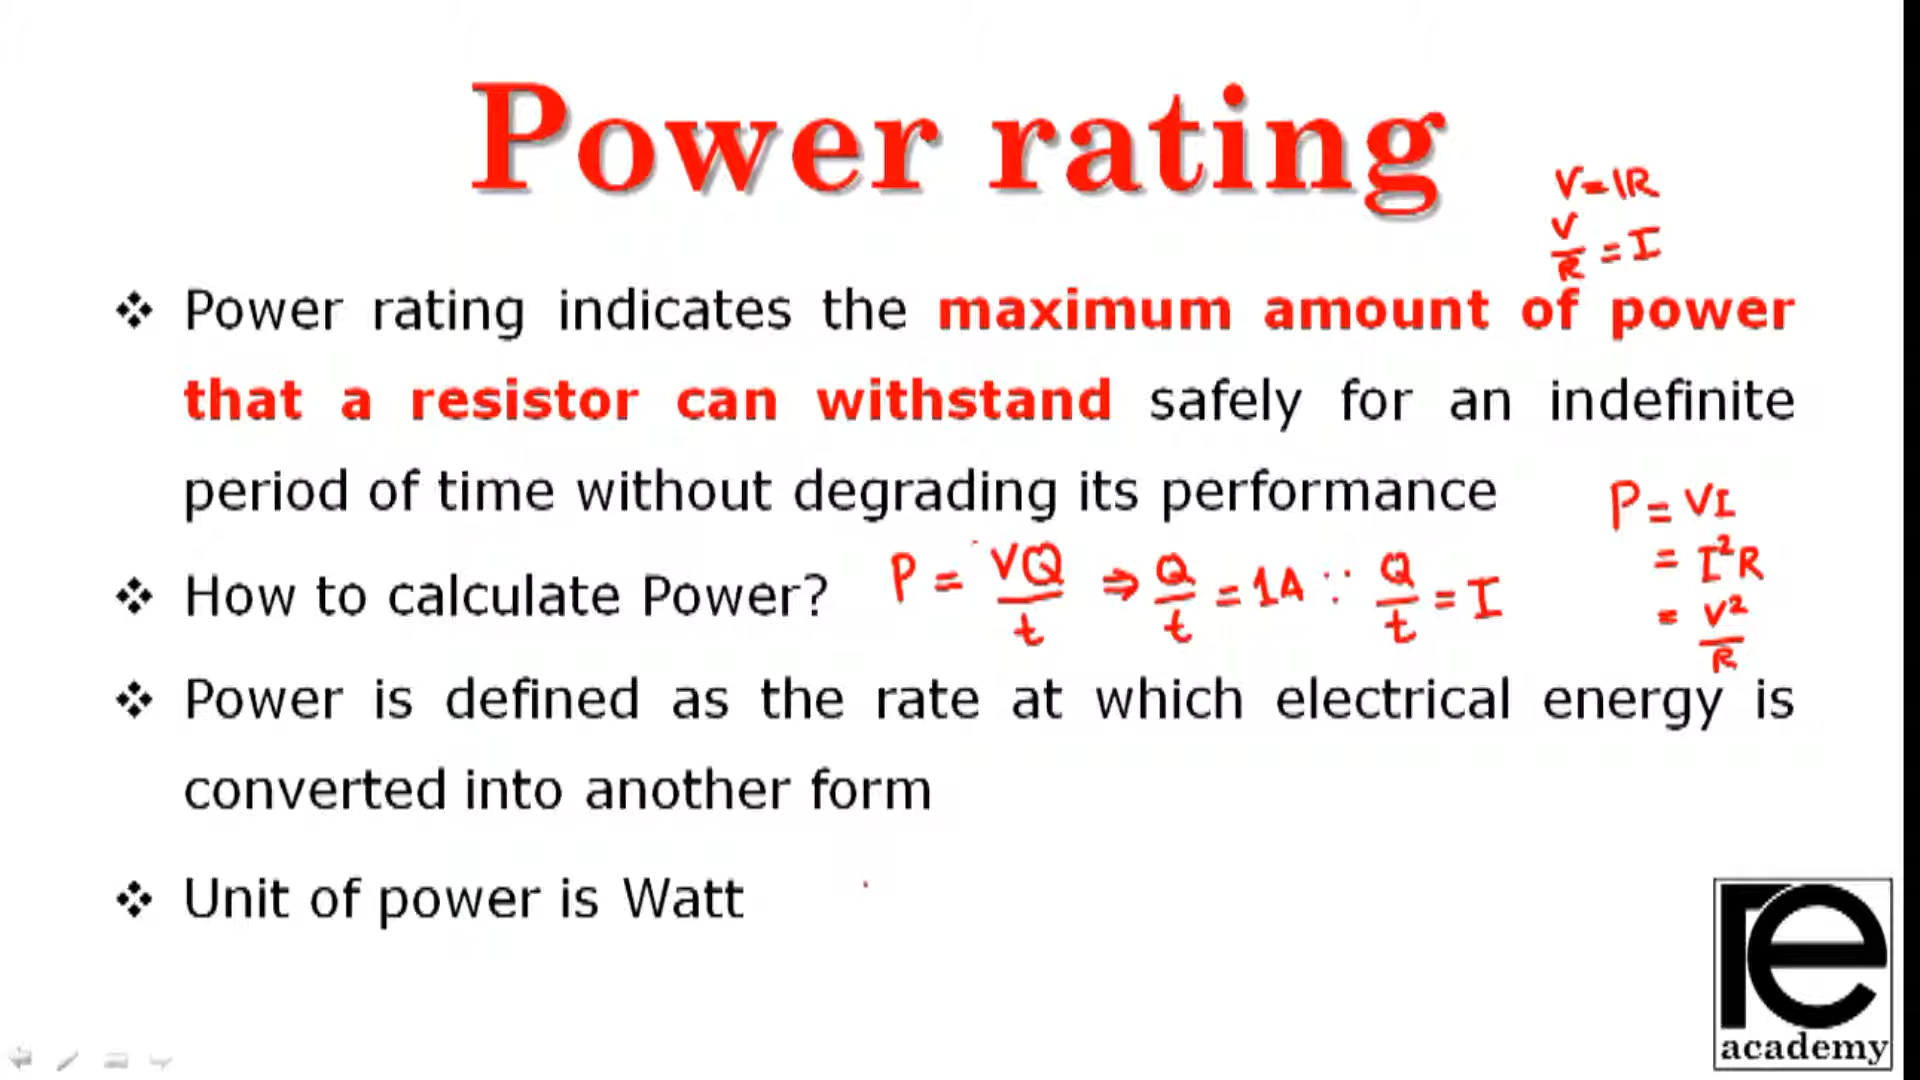 Power rating
V=IR
V/R = I
❖ Power rating indicates the maximum amount of power
that a resistor can withstand safely for an indefinite
period of time without degrading its performance
P = VI
= I²R
= V²/R
❖ How to calculate Power? P = VQ/t ⇒ Q/t = 1A ∵ Q/t = I
❖ Power is defined as the rate at which electrical energy is
converted into another form
❖ Unit of power is Watt
re
academy